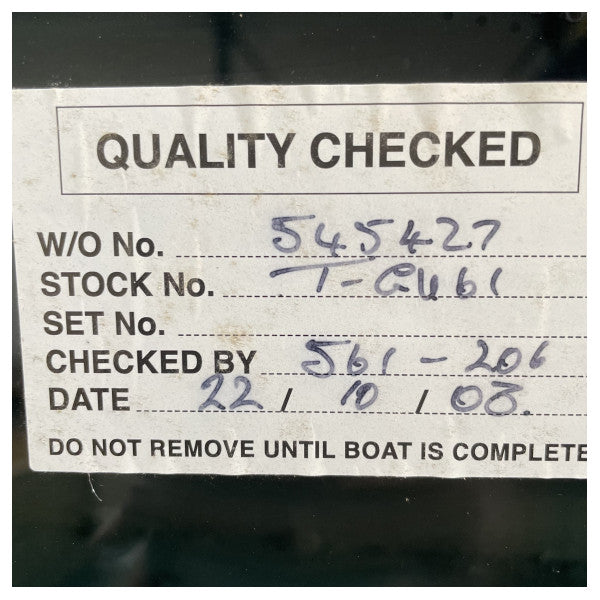 QUALITY CHECKED
W/O No. 545427
STOCK No. T-GU61
SET No.
CHECKED BY 561-206
DATE 22 / 10 / 08.
DO NOT REMOVE UNTIL BOAT IS COMPLETE